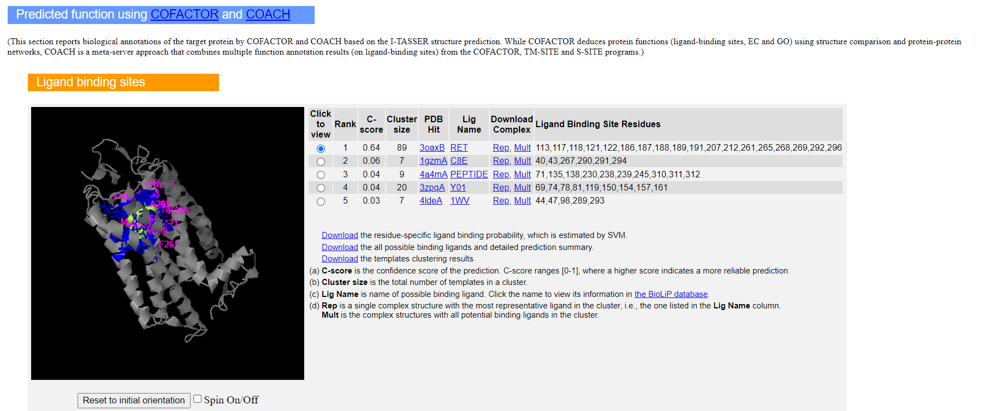 Predicted function using COFACTOR and COACH
(This section reports biological annotations of the target protein by COFACTOR and COACH based on the I-TASSER structure prediction. While COFACTOR deduces protein functions (ligand-binding sites, EC and GO) using structure comparison and protein-protein
networks, COACH is a meta-server approach that combines multiple function annotation results (on ligand-binding sites) from the COFACTOR, TM-SITE and S-SITE programs.)
Ligand binding sites
Click to view Rank C-score Cluster size PDB Hit Lig Name Download Complex Ligand Binding Site Residues
1 0.64 89 3oaxB RET Rep, Mult 113,117,118,121,122,186,187,188,189,191,207,212,261,265,268,269,292,296
2 0.06 7 1gzmA C8E Rep, Mult 40,43,267,290,291,294
3 0.04 9 4a4mA PEPTIDE Rep, Mult 71,135,138,230,238,239,245,310,311,312
4 0.04 20 3zpqA Y01 Rep, Mult 69,74,78,81,119,150,154,157,161
5 0.03 7 4ldeA 1WV Rep, Mult 44,47,98,289,293
Download the residue-specific ligand binding probability, which is estimated by SVM.
Download the all possible binding ligands and detailed prediction summary.
Download the templates clustering results.
(a) C-score is the confidence score of the prediction. C-score ranges [0-1], where a higher score indicates a more reliable prediction.
(b) Cluster size is the total number of templates in a cluster.
(c) Lig Name is name of possible binding ligand. Click the name to view its information in the BioLiP database.
(d) Rep is a single complex structure with the most representative ligand in the cluster, i.e., the one listed in the Lig Name column.
Mult is the complex structures with all potential binding ligands in the cluster.
Reset to initial orientation Spin On/Off